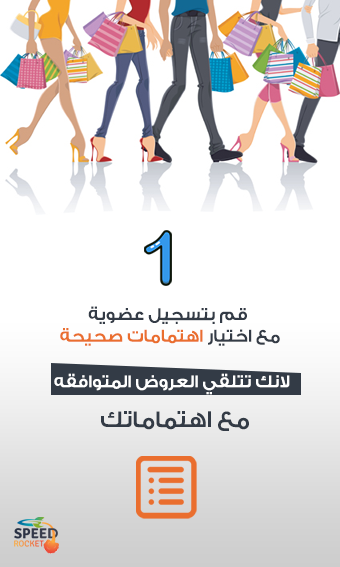 1
قم بتسجيل عضوية
مع اختيار اهتمامات صحيحة
لانك تتلقي العروض المتوافقه
مع اهتماماتك
SPEED
ROCKET